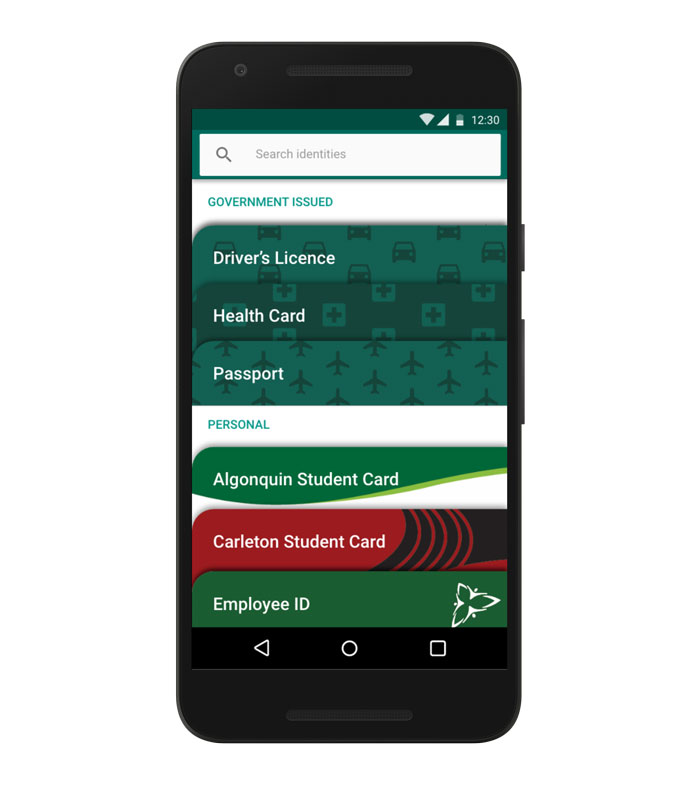 12:30
Search identities
GOVERNMENT ISSUED
Driver's Licence
Health Card
Passport
PERSONAL
Algonquin Student Card
Carleton Student Card
Employee ID